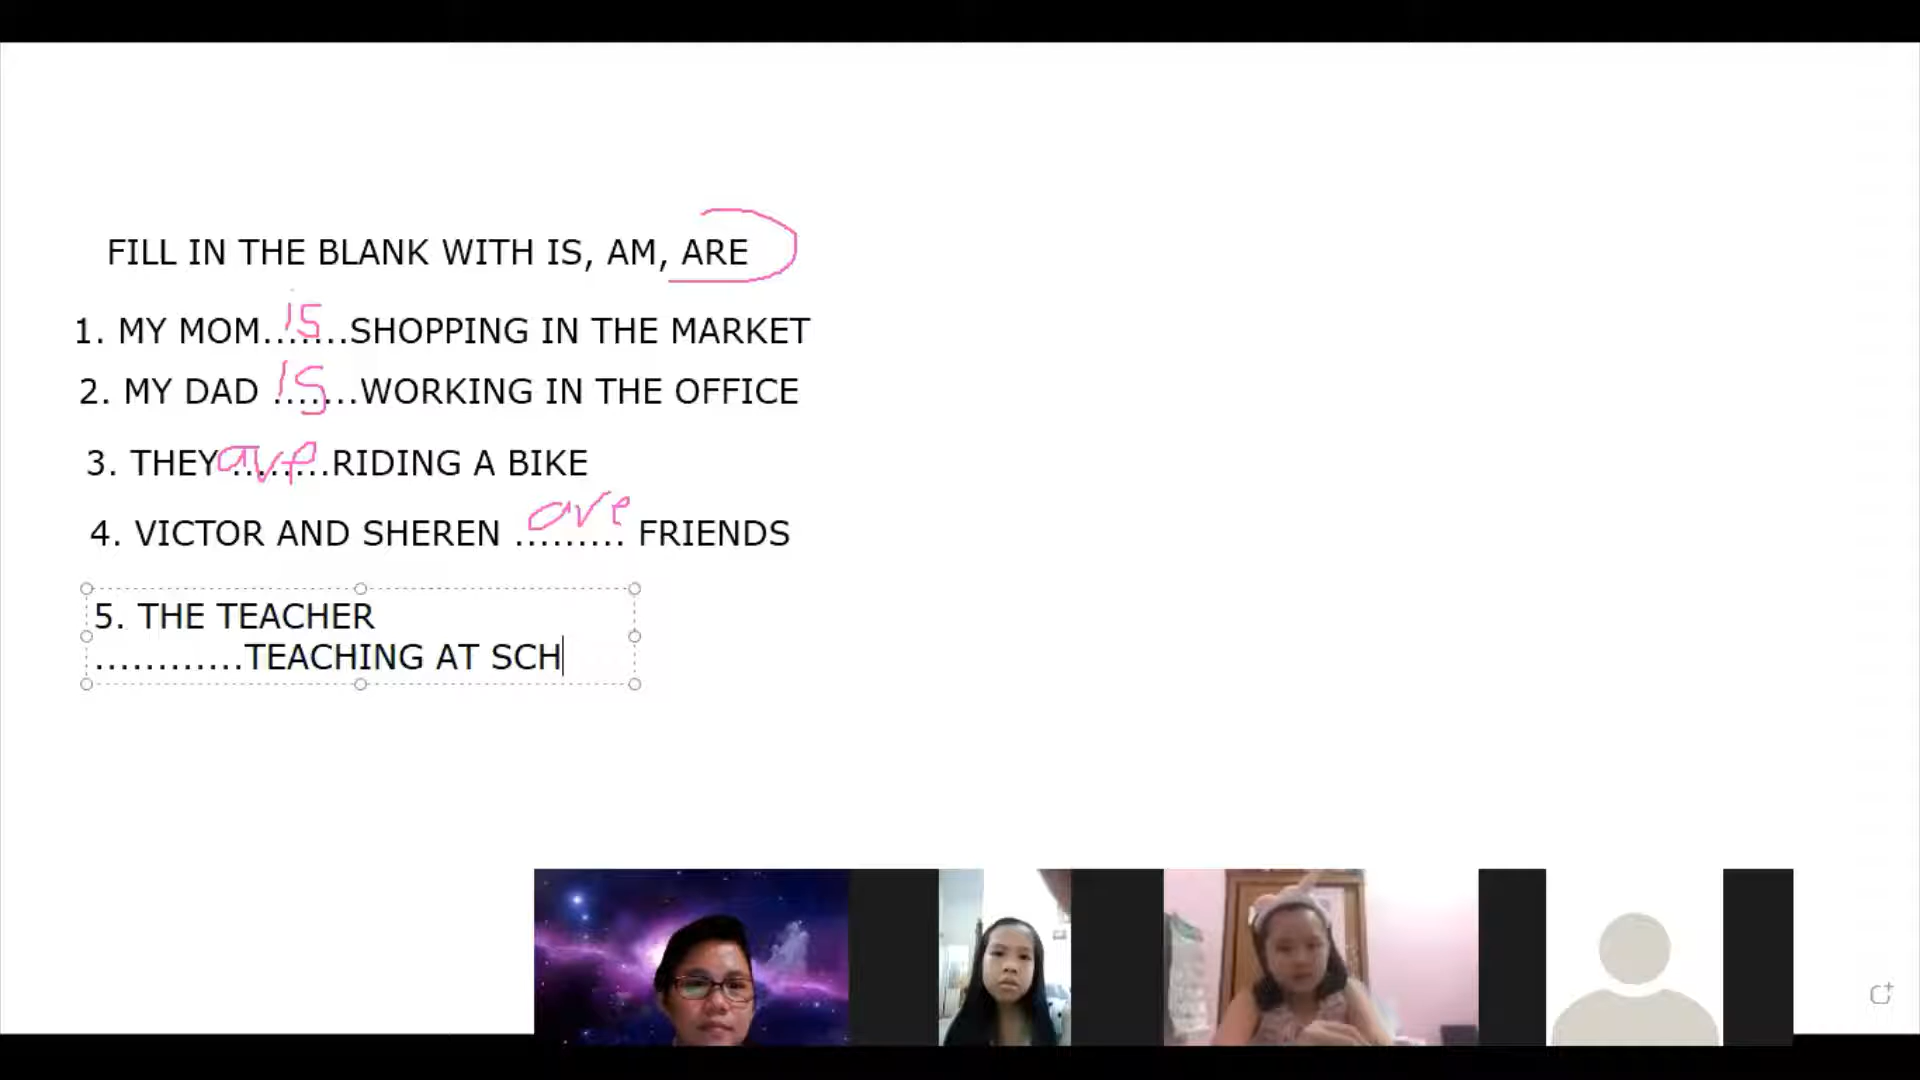 FILL IN THE BLANK WITH IS, AM, ARE
1. MY MOM...is....SHOPPING IN THE MARKET
2. MY DAD ...is....WORKING IN THE OFFICE
3. THEY are........RIDING A BIKE
4. VICTOR AND SHEREN ....are..... FRIENDS
5. THE TEACHER
............TEACHING AT SCH